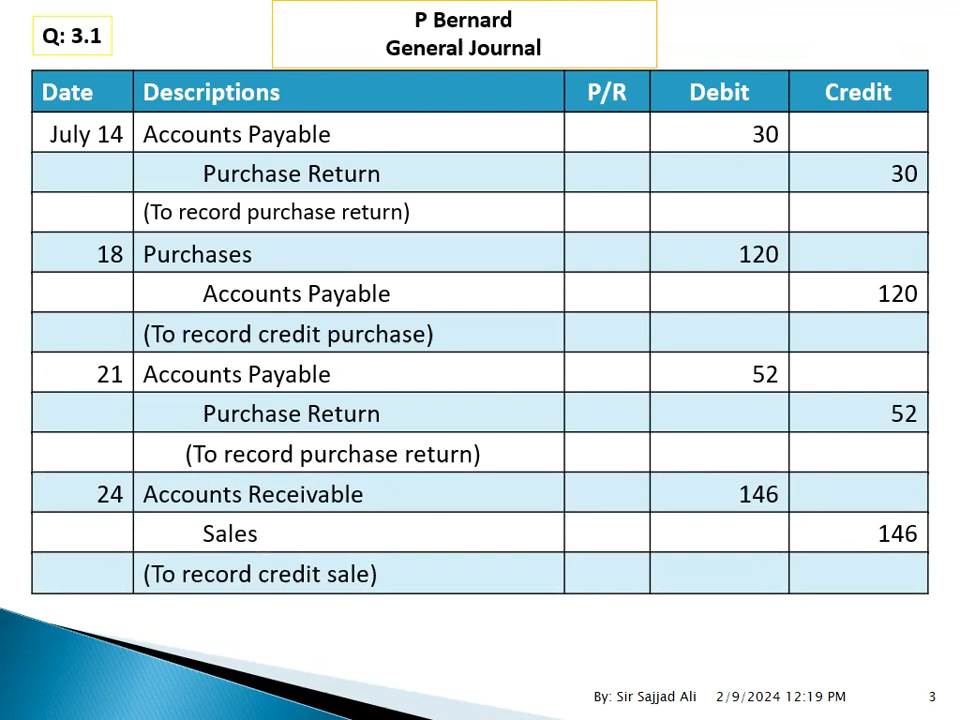 Q: 3.1
P Bernard
General Journal
Date Descriptions P/R Debit Credit
July 14 Accounts Payable 30
Purchase Return 30
(To record purchase return)
18 Purchases 120
Accounts Payable 120
(To record credit purchase)
21 Accounts Payable 52
Purchase Return 52
(To record purchase return)
24 Accounts Receivable 146
Sales 146
(To record credit sale)
By: Sir Sajjad Ali 2/9/2024 12:19 PM 3